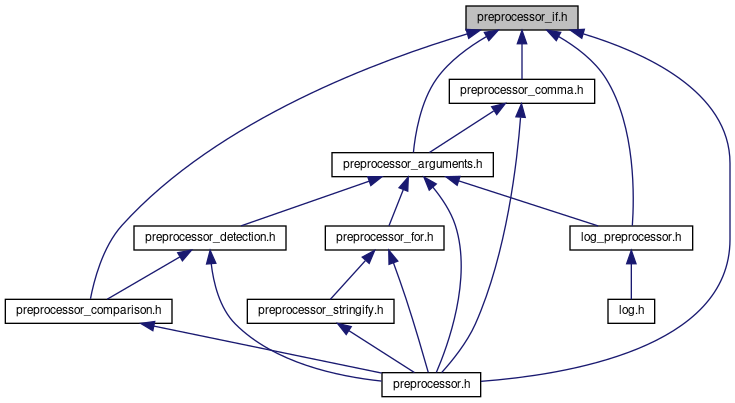 preprocessor_if.h
preprocessor_comma.h
preprocessor_arguments.h
preprocessor_detection.h
preprocessor_for.h
log_preprocessor.h
preprocessor_comparison.h
preprocessor_stringify.h
log.h
preprocessor.h